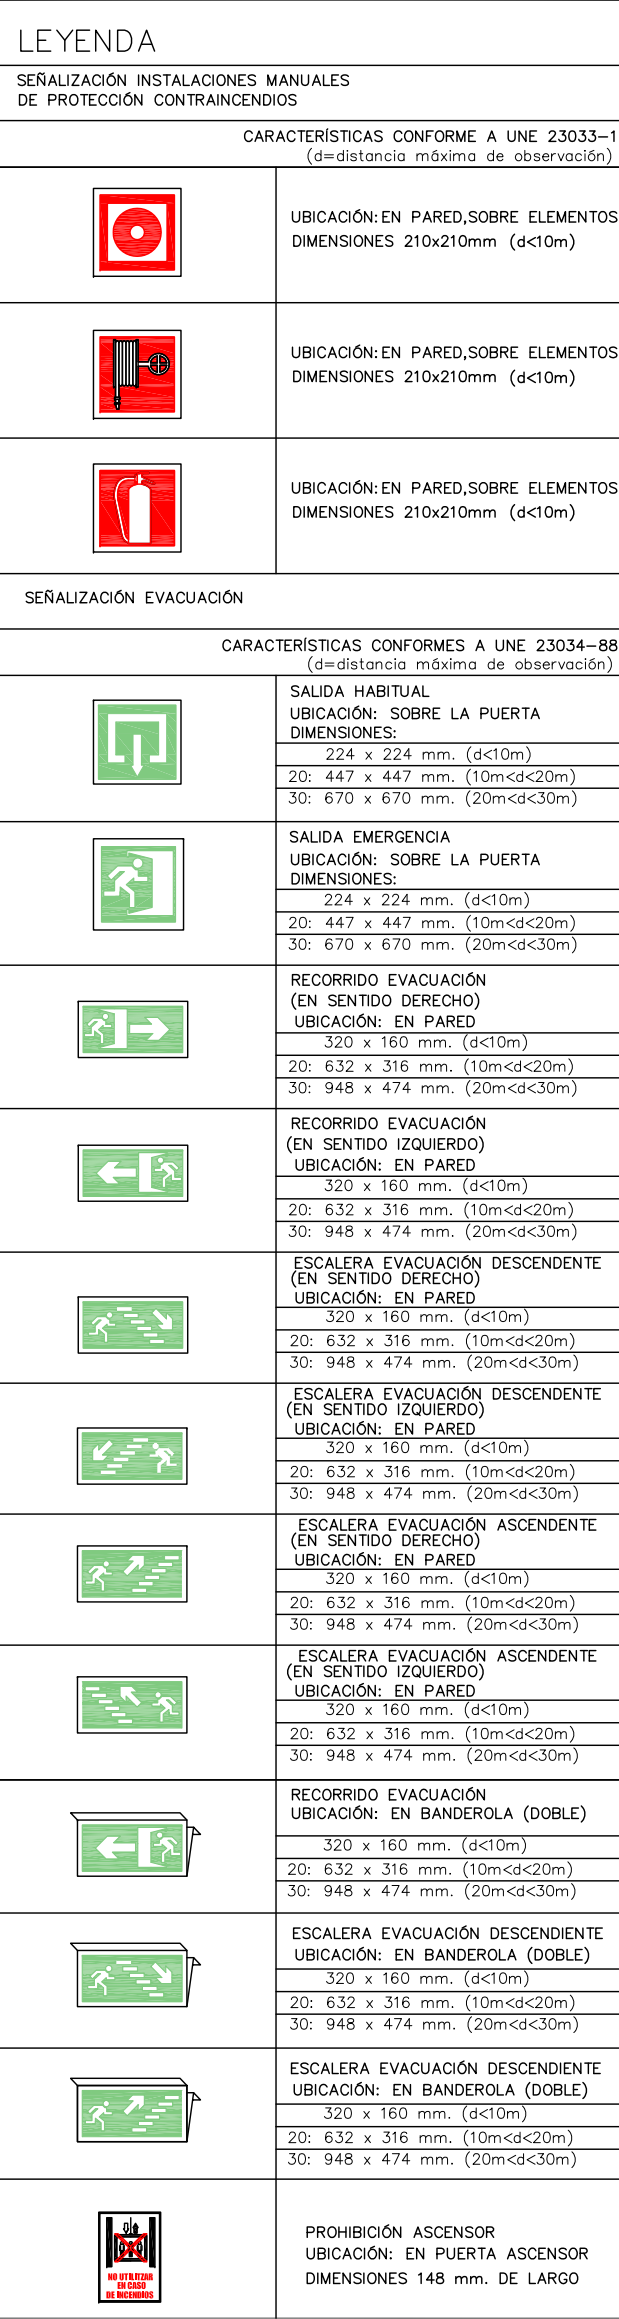 LEYENDA
SEÑALIZACIÓN INSTALACIONES MANUALES
DE PROTECCIÓN CONTRAINCENDIOS
CARACTERÍSTICAS CONFORME A UNE 23033-1
(d=distancia máxima de observación)
UBICACIÓN: EN PARED,SOBRE ELEMENTOS
DIMENSIONES 210x210mm (d<10m)
UBICACIÓN: EN PARED,SOBRE ELEMENTOS
DIMENSIONES 210x210mm (d<10m)
UBICACIÓN: EN PARED,SOBRE ELEMENTOS
DIMENSIONES 210x210mm (d<10m)
SEÑALIZACIÓN EVACUACIÓN
CARACTERÍSTICAS CONFORMES A UNE 23034-88
(d=distancia máxima de observación)
SALIDA HABITUAL
UBICACIÓN: SOBRE LA PUERTA
DIMENSIONES:
224 x 224 mm. (d<10m)
20: 447 x 447 mm. (10m<d<20m)
30: 670 x 670 mm. (20m<d<30m)
SALIDA EMERGENCIA
UBICACIÓN: SOBRE LA PUERTA
DIMENSIONES:
224 x 224 mm. (d<10m)
20: 447 x 447 mm. (10m<d<20m)
30: 670 x 670 mm. (20m<d<30m)
RECORRIDO EVACUACIÓN
(EN SENTIDO DERECHO)
UBICACIÓN: EN PARED
320 x 160 mm. (d<10m)
20: 632 x 316 mm. (10m<d<20m)
30: 948 x 474 mm. (20m<d<30m)
RECORRIDO EVACUACIÓN
(EN SENTIDO IZQUIERDO)
UBICACIÓN: EN PARED
320 x 160 mm. (d<10m)
20: 632 x 316 mm. (10m<d<20m)
30: 948 x 474 mm. (20m<d<30m)
ESCALERA EVACUACIÓN DESCENDENTE
(EN SENTIDO DERECHO)
UBICACIÓN: EN PARED
320 x 160 mm. (d<10m)
20: 632 x 316 mm. (10m<d<20m)
30: 948 x 474 mm. (20m<d<30m)
ESCALERA EVACUACIÓN DESCENDENTE
(EN SENTIDO IZQUIERDO)
UBICACIÓN: EN PARED
320 x 160 mm. (d<10m)
20: 632 x 316 mm. (10m<d<20m)
30: 948 x 474 mm. (20m<d<30m)
ESCALERA EVACUACIÓN ASCENDENTE
(EN SENTIDO DERECHO)
UBICACIÓN: EN PARED
320 x 160 mm. (d<10m)
20: 632 x 316 mm. (10m<d<20m)
30: 948 x 474 mm. (20m<d<30m)
ESCALERA EVACUACIÓN ASCENDENTE
(EN SENTIDO IZQUIERDO)
UBICACIÓN: EN PARED
320 x 160 mm. (d<10m)
20: 632 x 316 mm. (10m<d<20m)
30: 948 x 474 mm. (20m<d<30m)
RECORRIDO EVACUACIÓN
UBICACIÓN: EN BANDEROLA (DOBLE)
320 x 160 mm. (d<10m)
20: 632 x 316 mm. (10m<d<20m)
30: 948 x 474 mm. (20m<d<30m)
ESCALERA EVACUACIÓN DESCENDIENTE
UBICACIÓN: EN BANDEROLA (DOBLE)
320 x 160 mm. (d<10m)
20: 632 x 316 mm. (10m<d<20m)
30: 948 x 474 mm. (20m<d<30m)
ESCALERA EVACUACIÓN DESCENDIENTE
UBICACIÓN: EN BANDEROLA (DOBLE)
320 x 160 mm. (d<10m)
20: 632 x 316 mm. (10m<d<20m)
30: 948 x 474 mm. (20m<d<30m)
NO UTILITZAR
EN CASO
DE INCENDIOS
PROHIBICIÓN ASCENSOR
UBICACIÓN: EN PUERTA ASCENSOR
DIMENSIONES 148 mm. DE LARGO